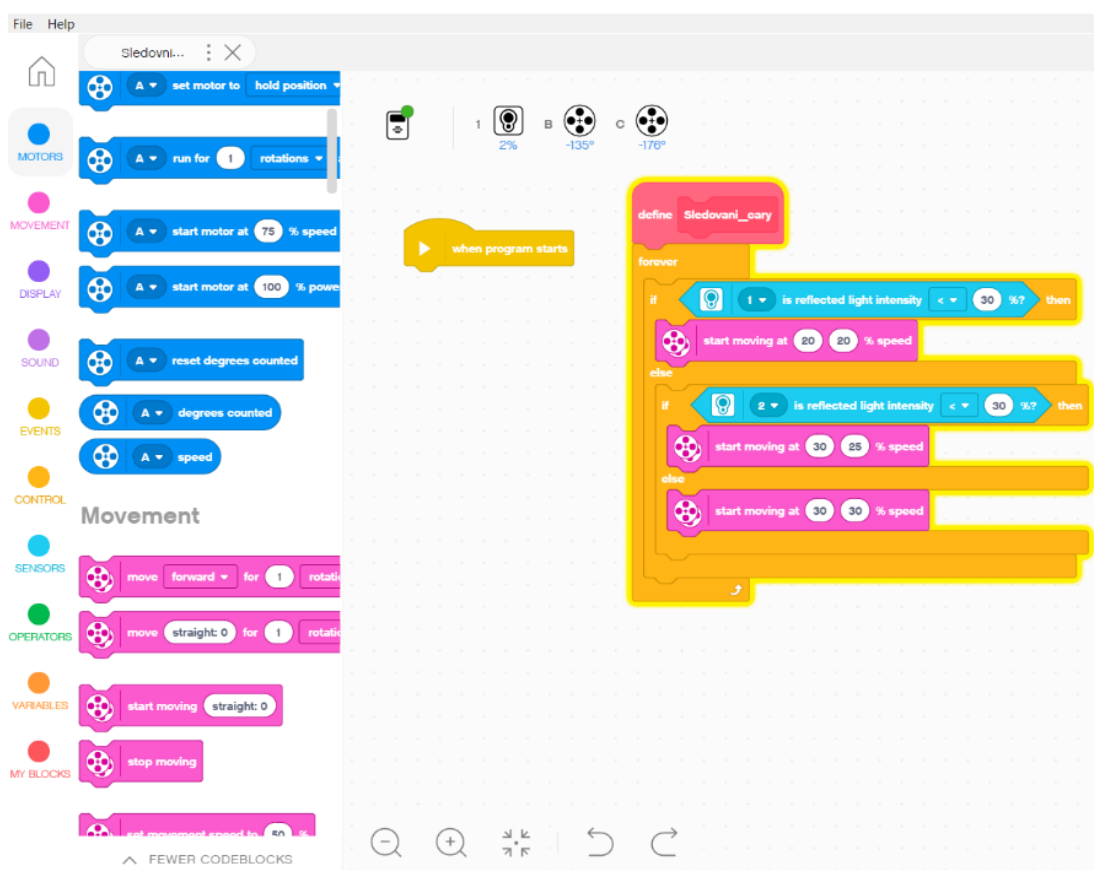 File Help
Sledovni...
MOTORS
MOVEMENT
DISPLAY
SOUND
EVENTS
CONTROL
SENSORS
OPERATORS
VARIABLES
MY BLOCKS
A set motor to hold position
A run for 1 rotations
A start motor at 75 % speed
A start motor at 100 % powe
A reset degrees counted
A degrees counted
A speed
Movement
move forward for 1 rotati
move straight: 0 for 1 rotatio
start moving straight: 0
stop moving
set movement speed to 50 %
FEWER CODEBLOCKS
1 B C
2% -135° -176°
when program starts
define Sledovani_cary
forever
if 1 is reflected light intensity < 30 %? then
start moving at 20 20 % speed
else
if 2 is reflected light intensity < 30 %? then
start moving at 30 25 % speed
else
start moving at 30 30 % speed